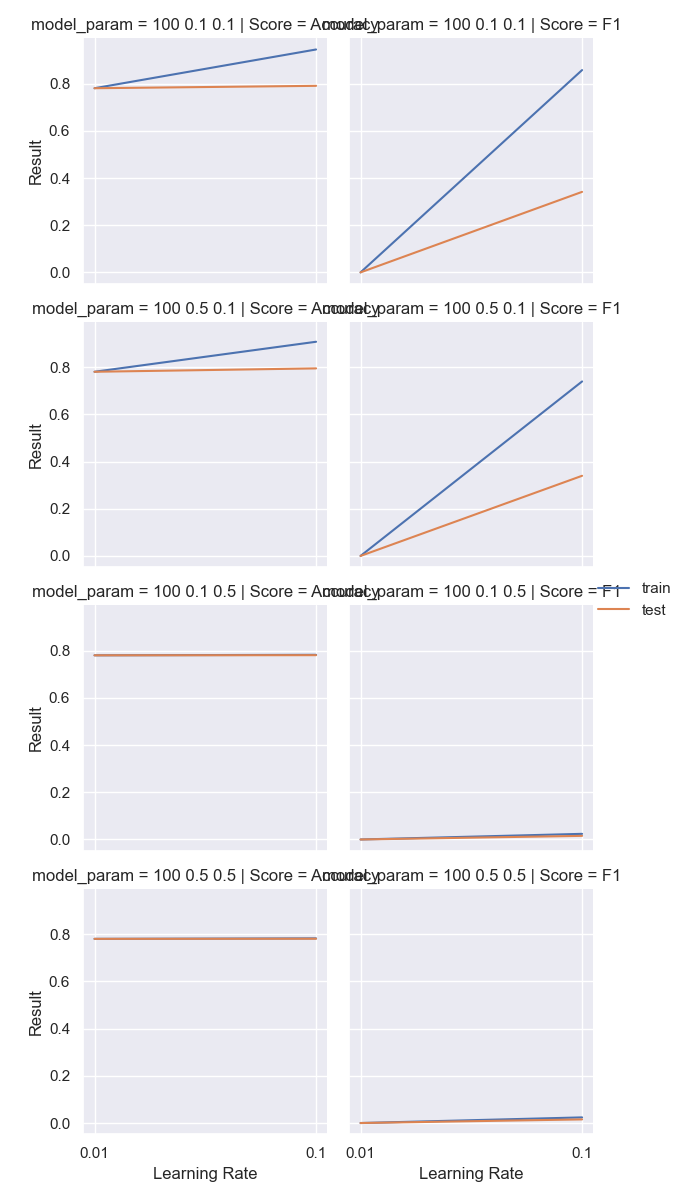 model_param = 100 0.1 0.1 | Score = Accuracy
model_param = 100 0.1 0.1 | Score = F1
0.8
0.6
0.4
0.2
0.0
Result
model_param = 100 0.5 0.1 | Score = Accuracy
model_param = 100 0.5 0.1 | Score = F1
0.8
0.6
0.4
0.2
0.0
Result
model_param = 100 0.1 0.5 | Score = Accuracy
model_param = 100 0.1 0.5 | Score = F1
train
test
0.8
0.6
0.4
0.2
0.0
Result
model_param = 100 0.5 0.5 | Score = Accuracy
model_param = 100 0.5 0.5 | Score = F1
0.8
0.6
0.4
0.2
0.0
Result
0.01
0.1
0.01
0.1
Learning Rate
Learning Rate